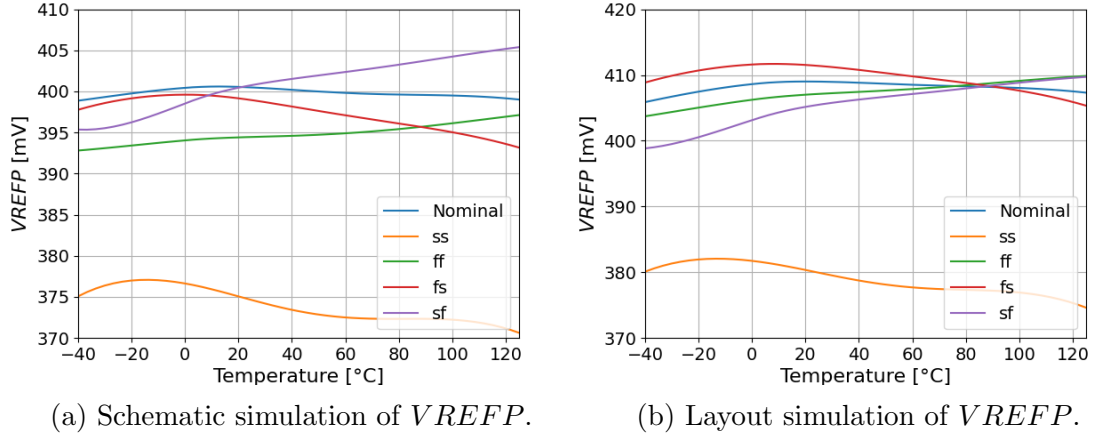 410
405
400
395
390
385
380
375
370
VREFP [mV]
−40 −20 0 20 40 60 80 100 120
Temperature [°C]
Nominal
ss
ff
fs
sf
(a) Schematic simulation of VREFP.
420
410
400
390
380
370
VREFP [mV]
−40 −20 0 20 40 60 80 100 120
Temperature [°C]
Nominal
ss
ff
fs
sf
(b) Layout simulation of VREFP.